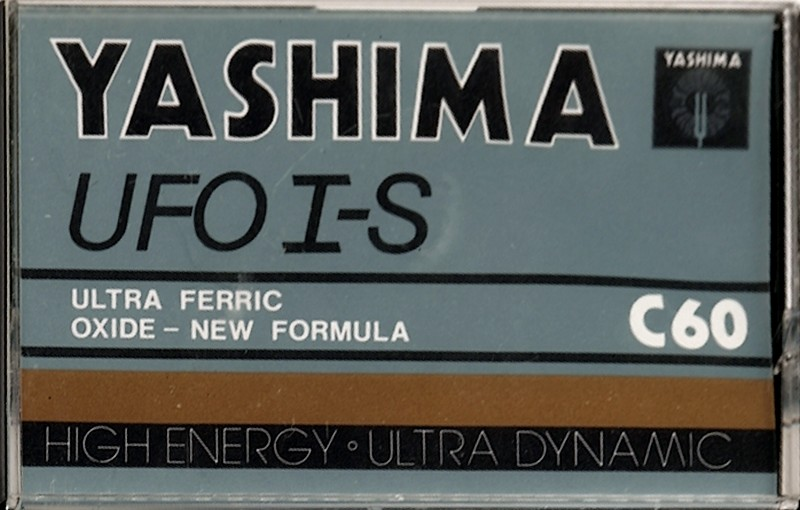 YASHIMA
YASHIMA
UFO I-S
ULTRA FERRIC
OXIDE – NEW FORMULA
C60
HIGH ENERGY • ULTRA DYNAMIC